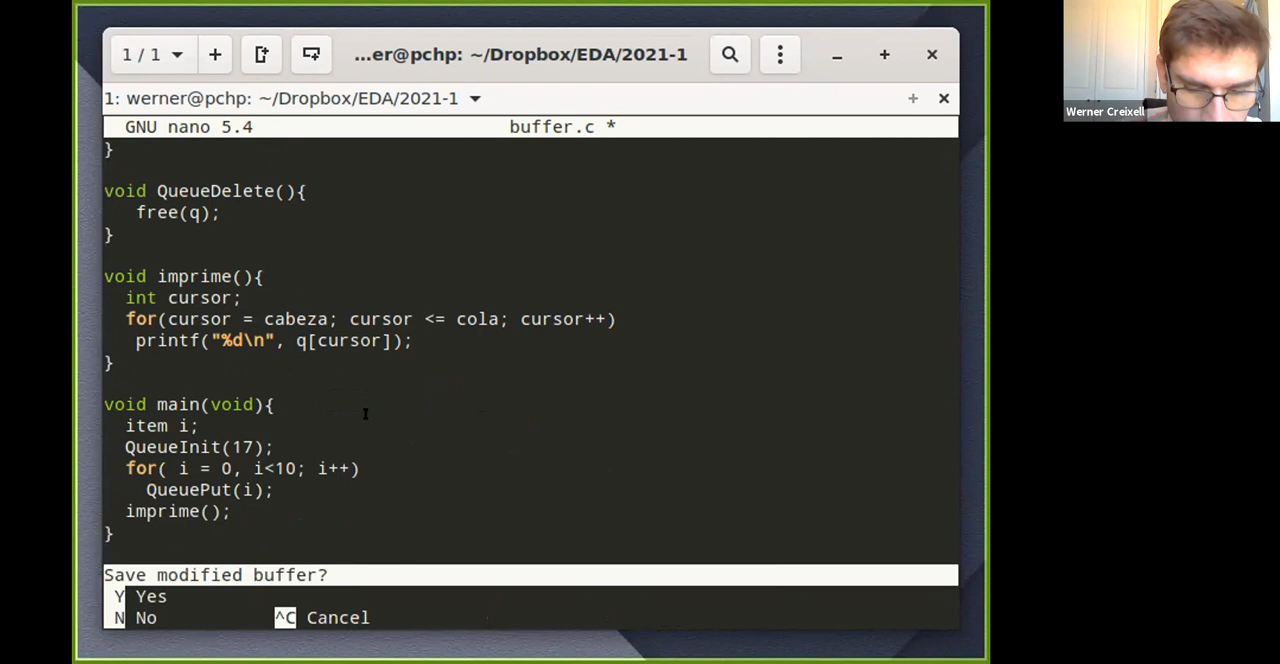 1 / 1
...er@pchp: ~/Dropbox/EDA/2021-1
1: werner@pchp: ~/Dropbox/EDA/2021-1
GNU nano 5.4 buffer.c *
}
void QueueDelete(){
free(q);
}
void imprime(){
int cursor;
for(cursor = cabeza; cursor <= cola; cursor++)
printf("%d\n", q[cursor]);
}
void main(void){
item i;
QueueInit(17);
for( i = 0, i<10; i++)
QueuePut(i);
imprime();
}
Save modified buffer?
Y Yes
N No ^C Cancel
Werner Creixell